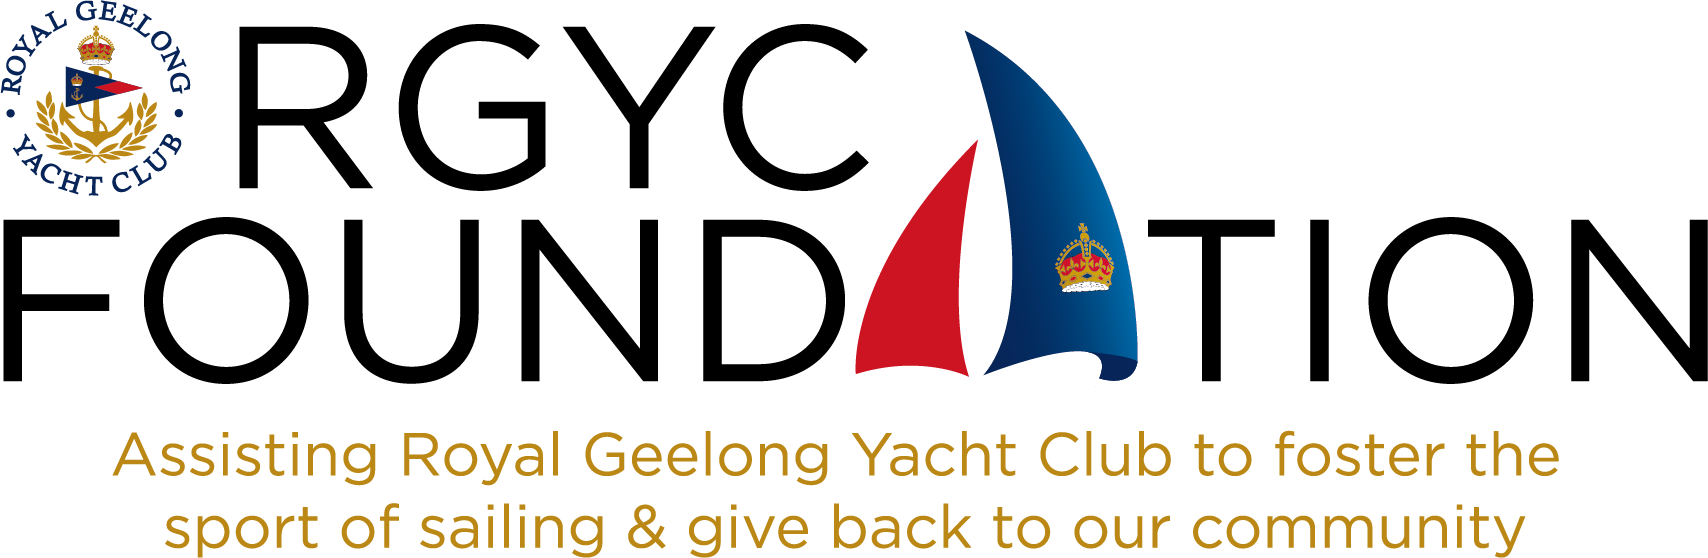 ROYAL GEELONG
YACHT CLUB
RGYC
FOUNDATION
Assisting Royal Geelong Yacht Club to foster the
sport of sailing & give back to our community